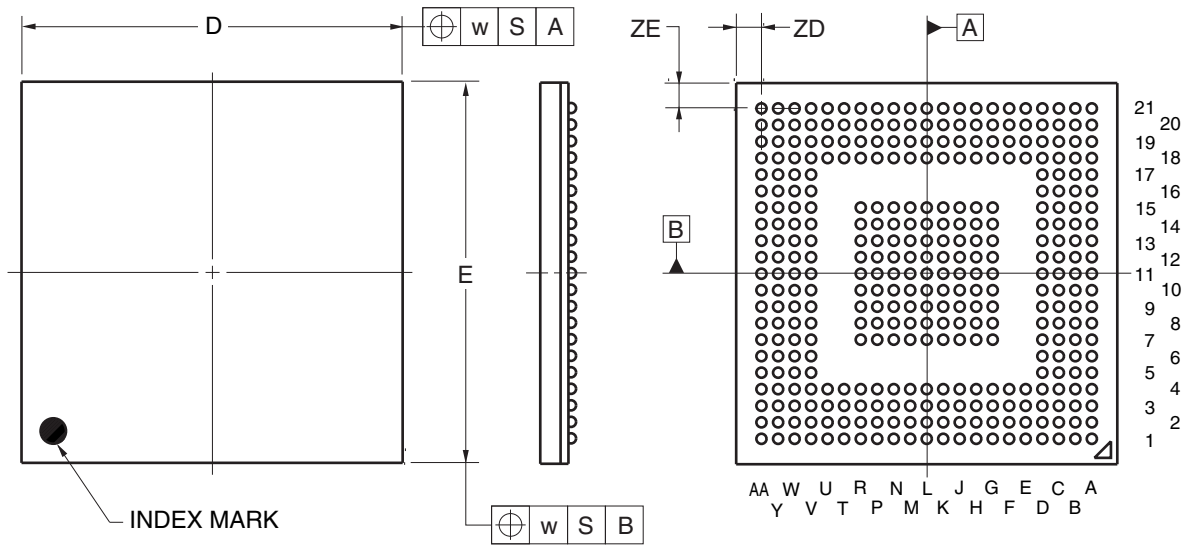 D
w S A
ZE
ZD
A
E
B
INDEX MARK
w S B
21
20
19
18
17
16
15
14
13
12
11
10
9
8
7
6
5
4
3
2
1
AA W U R N L J G E C A
Y V T P M K H F D B